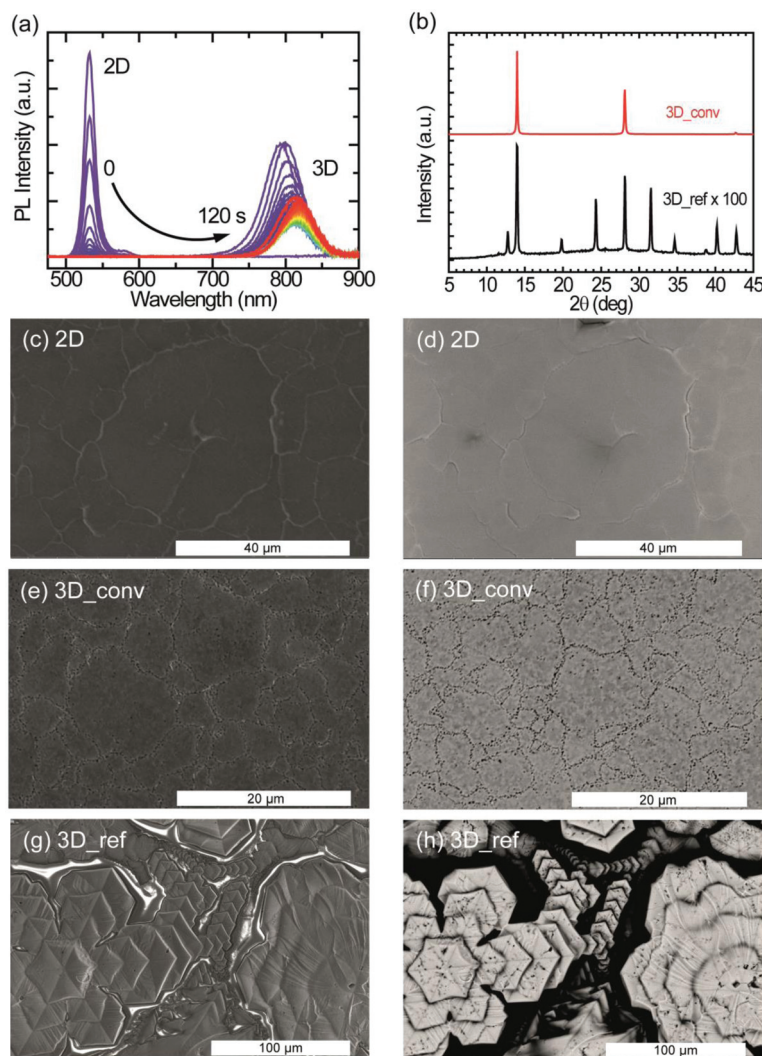 (a)
2D
0
120 s
3D
PL Intensity (a.u.)
500 600 700 800 900
Wavelength (nm)
(b)
3D_conv
3D_ref x 100
Intensity (a.u.)
5 10 15 20 25 30 35 40 45
2θ (deg)
(c) 2D
40 µm
(d) 2D
40 µm
(e) 3D_conv
20 µm
(f) 3D_conv
20 µm
(g) 3D_ref
100 µm
(h) 3D_ref
100 µm